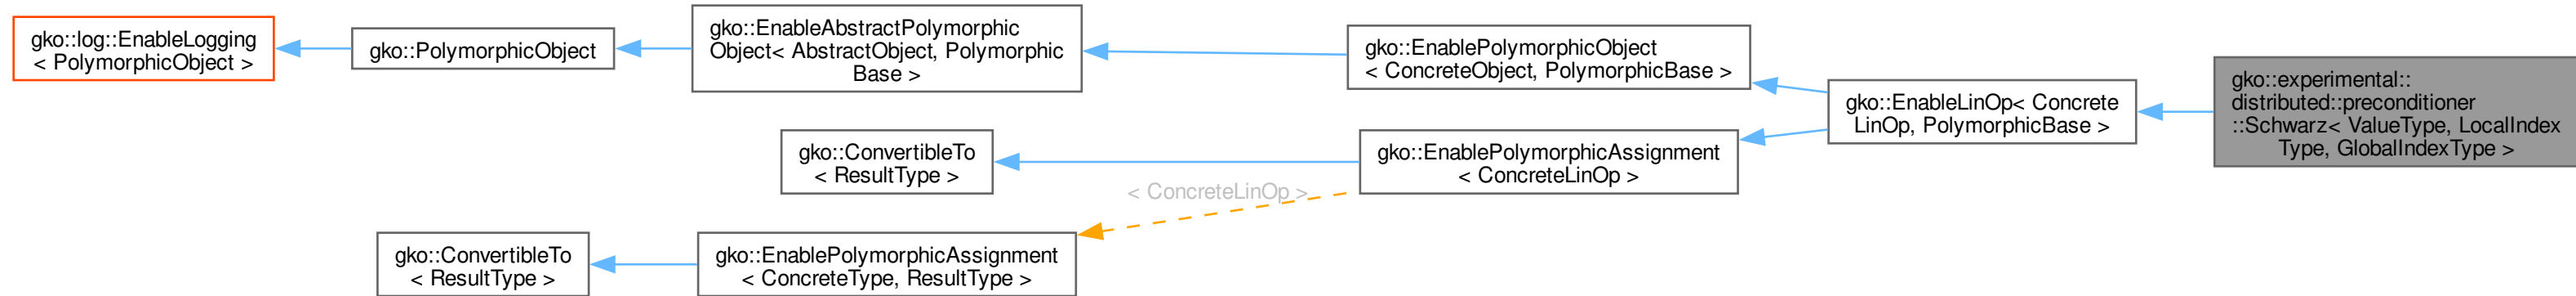 gko::log::EnableLogging
< PolymorphicObject >
gko::PolymorphicObject
gko::EnableAbstractPolymorphic
Object< AbstractObject, Polymorphic
Base >
gko::EnablePolymorphicObject
< ConcreteObject, PolymorphicBase >
gko::EnableLinOp< Concrete
LinOp, PolymorphicBase >
gko::experimental::
distributed::preconditioner
::Schwarz< ValueType, LocalIndex
Type, GlobalIndexType >
gko::ConvertibleTo
< ResultType >
gko::EnablePolymorphicAssignment
< ConcreteLinOp >
< ConcreteLinOp >
gko::ConvertibleTo
< ResultType >
gko::EnablePolymorphicAssignment
< ConcreteType, ResultType >